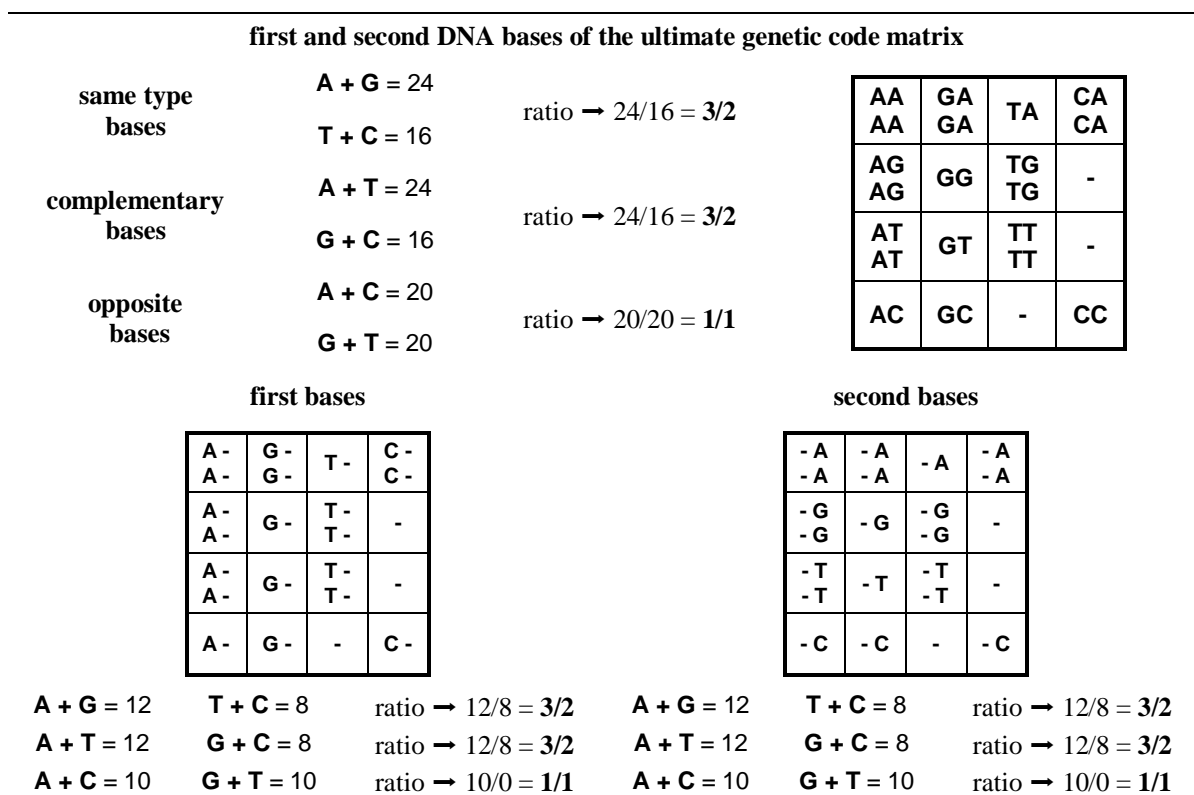 first and second DNA bases of the ultimate genetic code matrix
same type
bases
A + G = 24
T + C = 16
ratio ➞ 24/16 = 3/2
complementary
bases
A + T = 24
G + C = 16
ratio ➞ 24/16 = 3/2
opposite
bases
A + C = 20
G + T = 20
ratio ➞ 20/20 = 1/1
AA GA TA CA
AA GA CA
AG GG TG -
AG TG
AT GT TT -
AT TT
AC GC - CC
first bases
A - G - T - C -
A - G - C -
A - G - T - -
A - T -
A - G - T - -
A - T -
A - G - - C -
A + G = 12 T + C = 8 ratio ➞ 12/8 = 3/2
A + T = 12 G + C = 8 ratio ➞ 12/8 = 3/2
A + C = 10 G + T = 10 ratio ➞ 10/0 = 1/1
second bases
- A - A - A - A
- A - A - A
- G - G - G -
- G - G
- T - T - T -
- T - T
- C - C - - C
A + G = 12 T + C = 8 ratio ➞ 12/8 = 3/2
A + T = 12 G + C = 8 ratio ➞ 12/8 = 3/2
A + C = 10 G + T = 10 ratio ➞ 10/0 = 1/1